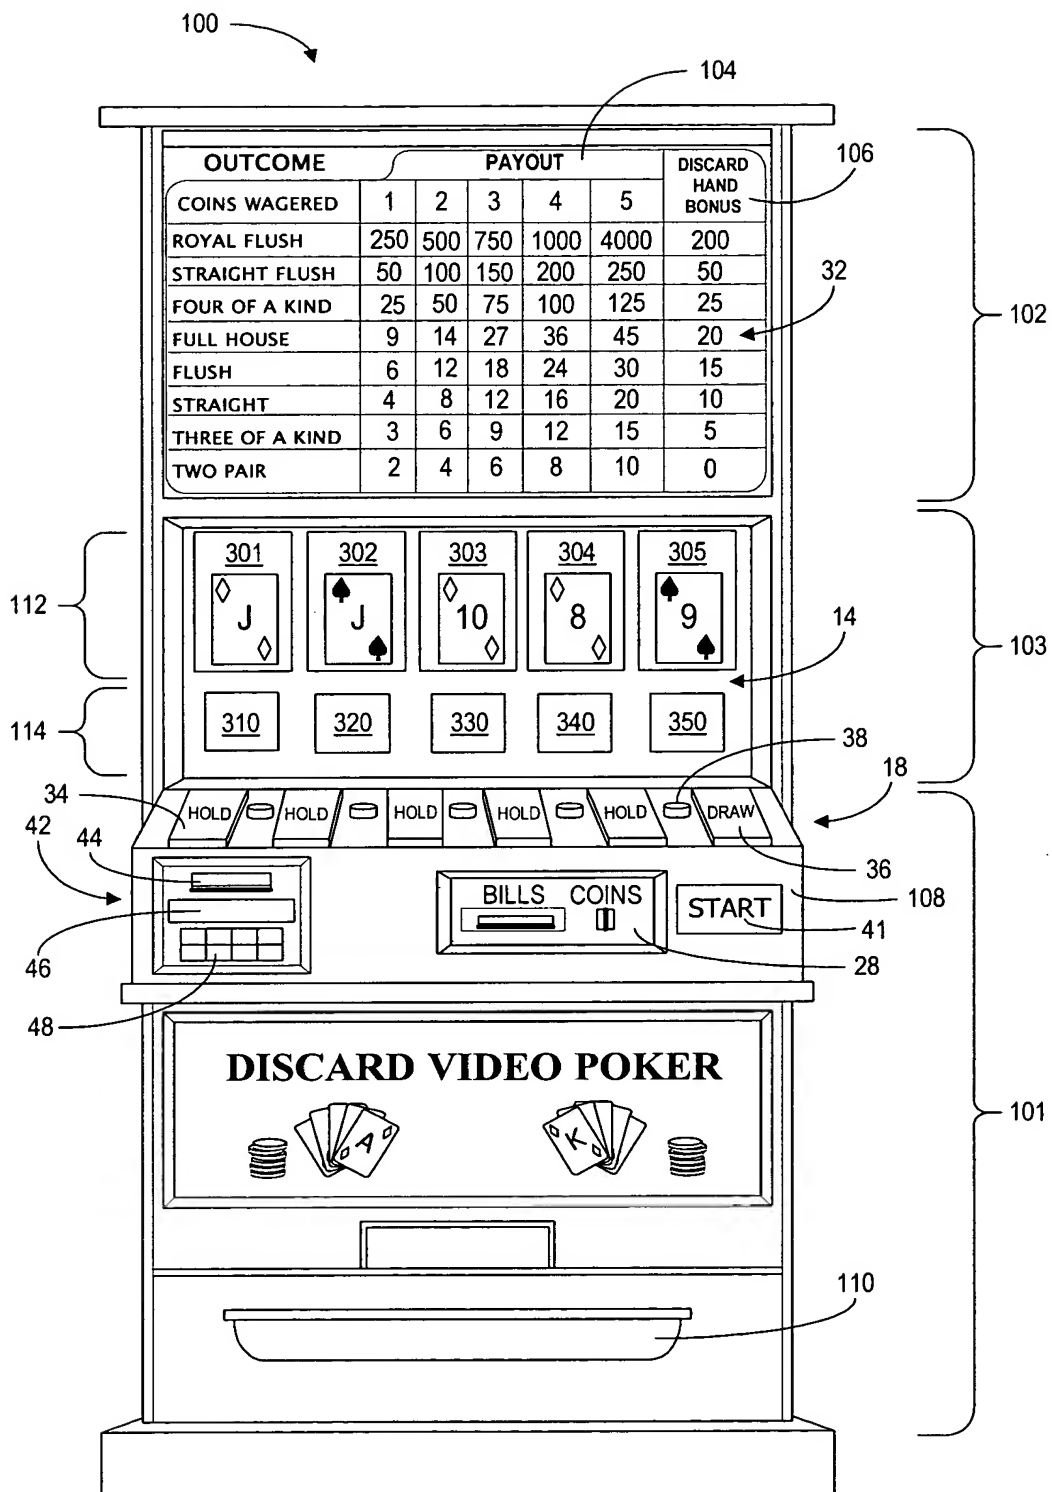 100
104
OUTCOME PAYOUT DISCARD HAND BONUS 106
COINS WAGERED 1 2 3 4 5
ROYAL FLUSH 250 500 750 1000 4000 200
STRAIGHT FLUSH 50 100 150 200 250 50 32
FOUR OF A KIND 25 50 75 100 125 25 102
FULL HOUSE 9 14 27 36 45 20
FLUSH 6 12 18 24 30 15
STRAIGHT 4 8 12 16 20 10
THREE OF A KIND 3 6 9 12 15 5
TWO PAIR 2 4 6 8 10 0
301 302 303 304 305
112 J J 10 8 9 14 103
114 310 320 330 340 350 38
34 HOLD HOLD HOLD HOLD HOLD DRAW 18
42 44 36
BILLS COINS START 108
46 41
28
48
DISCARD VIDEO POKER
A K 101
110